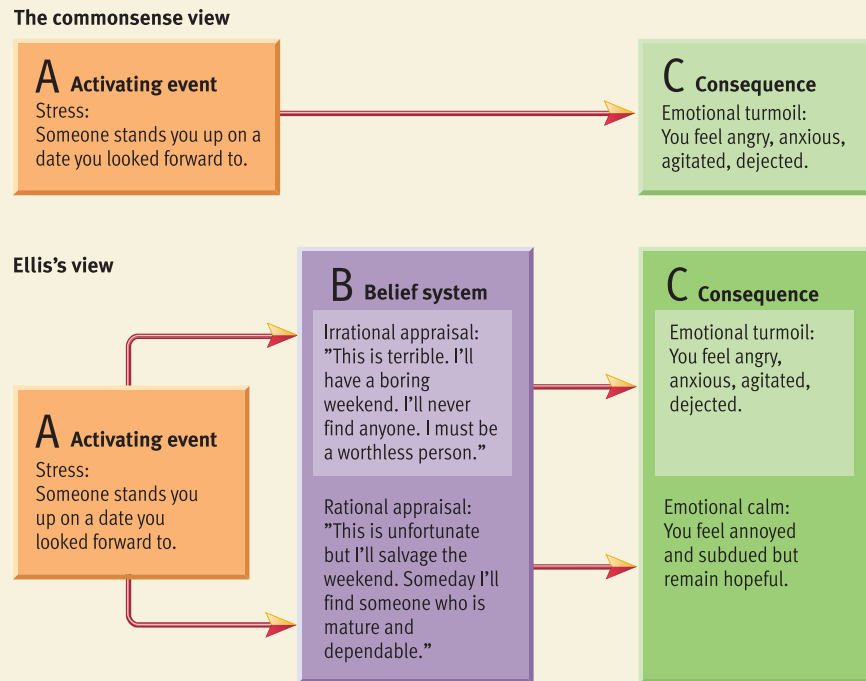 The commonsense view
A Activating event
Stress:
Someone stands you up on a
date you looked forward to.
C Consequence
Emotional turmoil:
You feel angry, anxious,
agitated, dejected.
Ellis’s view
A Activating event
Stress:
Someone stands you
up on a date you
looked forward to.
B Belief system
Irrational appraisal:
”This is terrible. I’ll
have a boring
weekend. I’ll never
find anyone. I must be
a worthless person.”
Rational appraisal:
”This is unfortunate
but I’ll salvage the
weekend. Someday I’ll
find someone who is
mature and
dependable.”
C Consequence
Emotional turmoil:
You feel angry,
anxious, agitated,
dejected.
Emotional calm:
You feel annoyed
and subdued but
remain hopeful.